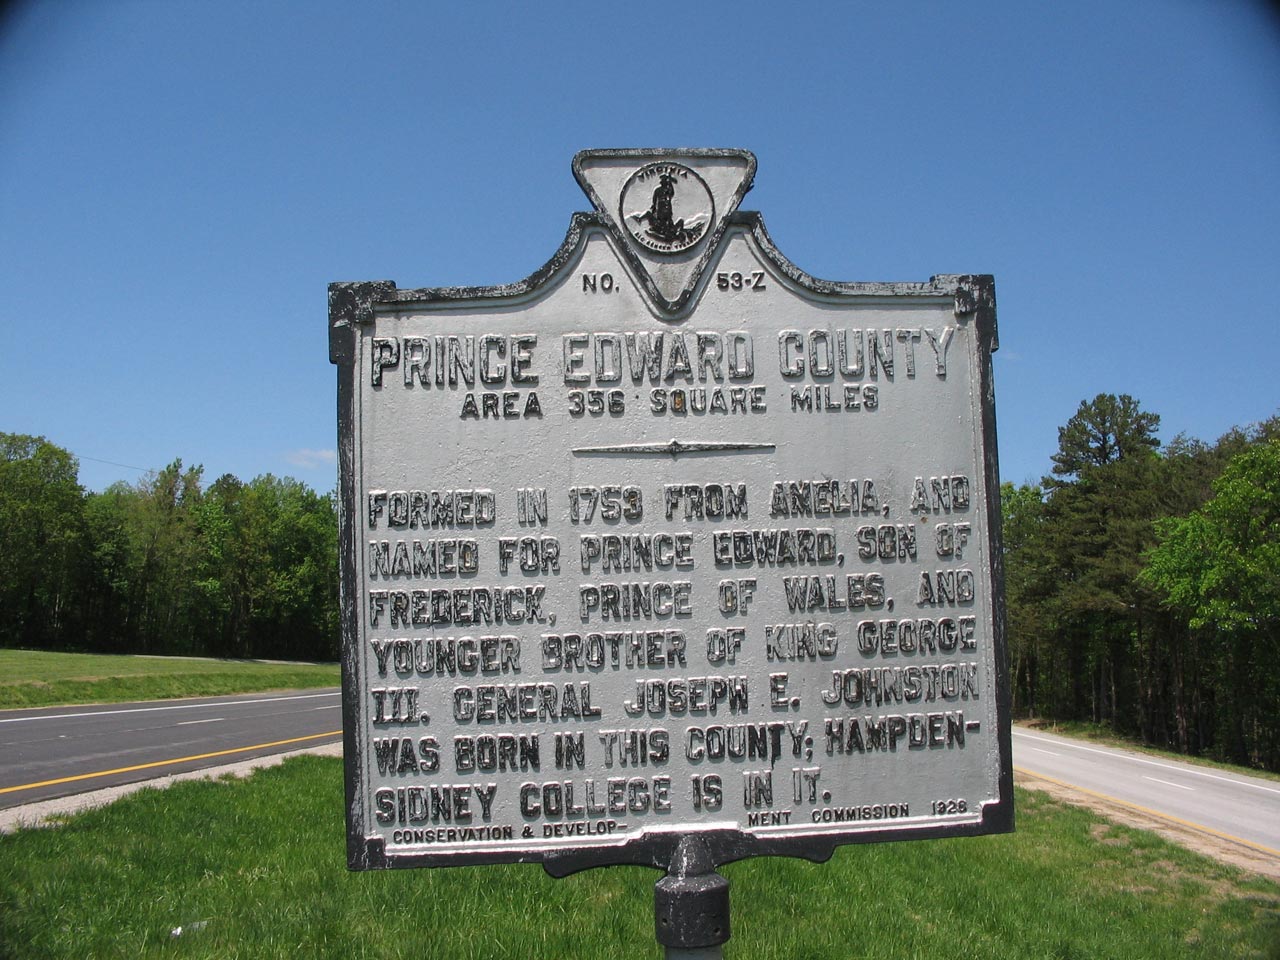 VIRGINIA
NO. 53-Z
PRINCE EDWARD COUNTY
AREA 356 SQUARE MILES
FORMED IN 1753 FROM AMELIA, AND
NAMED FOR PRINCE EDWARD, SON OF
FREDERICK, PRINCE OF WALES, AND
YOUNGER BROTHER OF KING GEORGE
III. GENERAL JOSEPH E. JOHNSTON
WAS BORN IN THIS COUNTY; HAMPDEN-
SIDNEY COLLEGE IS IN IT.
CONSERVATION & DEVELOP- MENT COMMISSION 1928